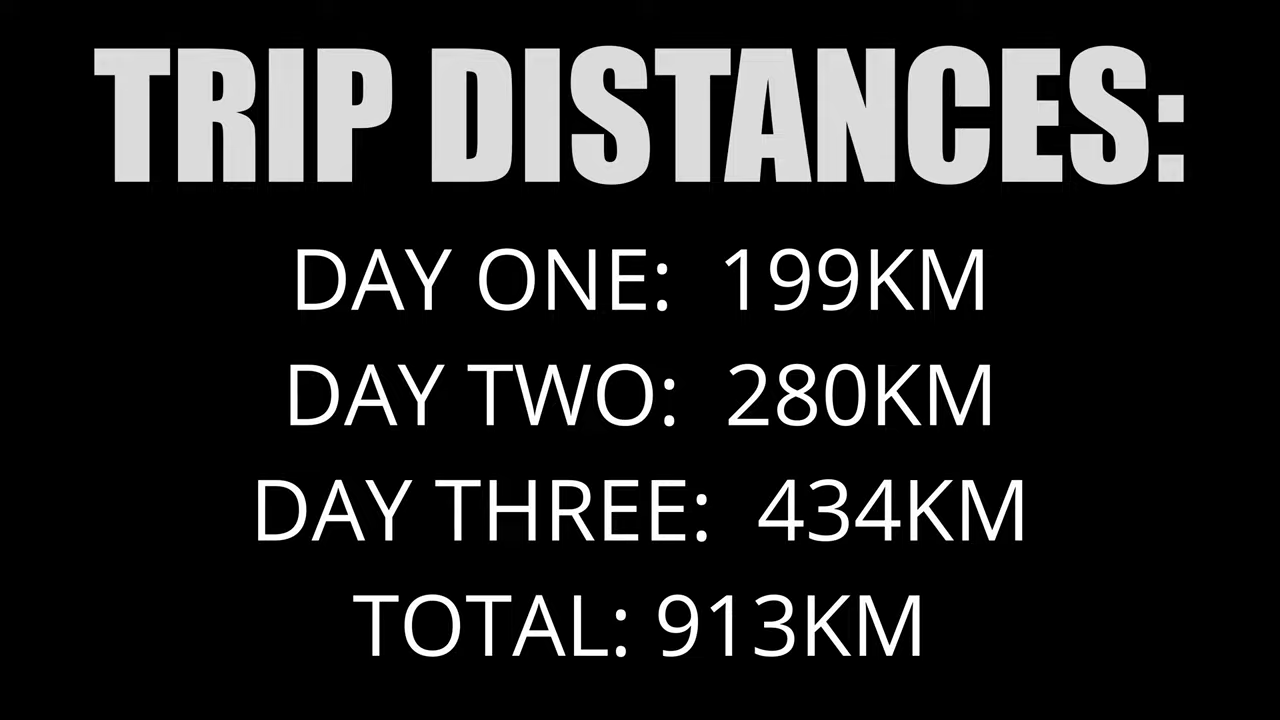 TRIP DISTANCES:
DAY ONE:  199KM
DAY TWO:  280KM
DAY THREE:  434KM
TOTAL: 913KM